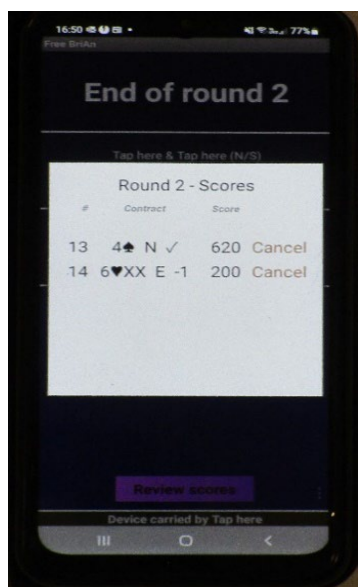 16:50 77%
Free BriAn
End of round 2
Tap here & Tap here (N/S)
Round 2 - Scores
# Contract Score
13 4♠ N ✓ 620 Cancel
14 6♥XX E -1 200 Cancel
Review scores
Device carried by Tap here